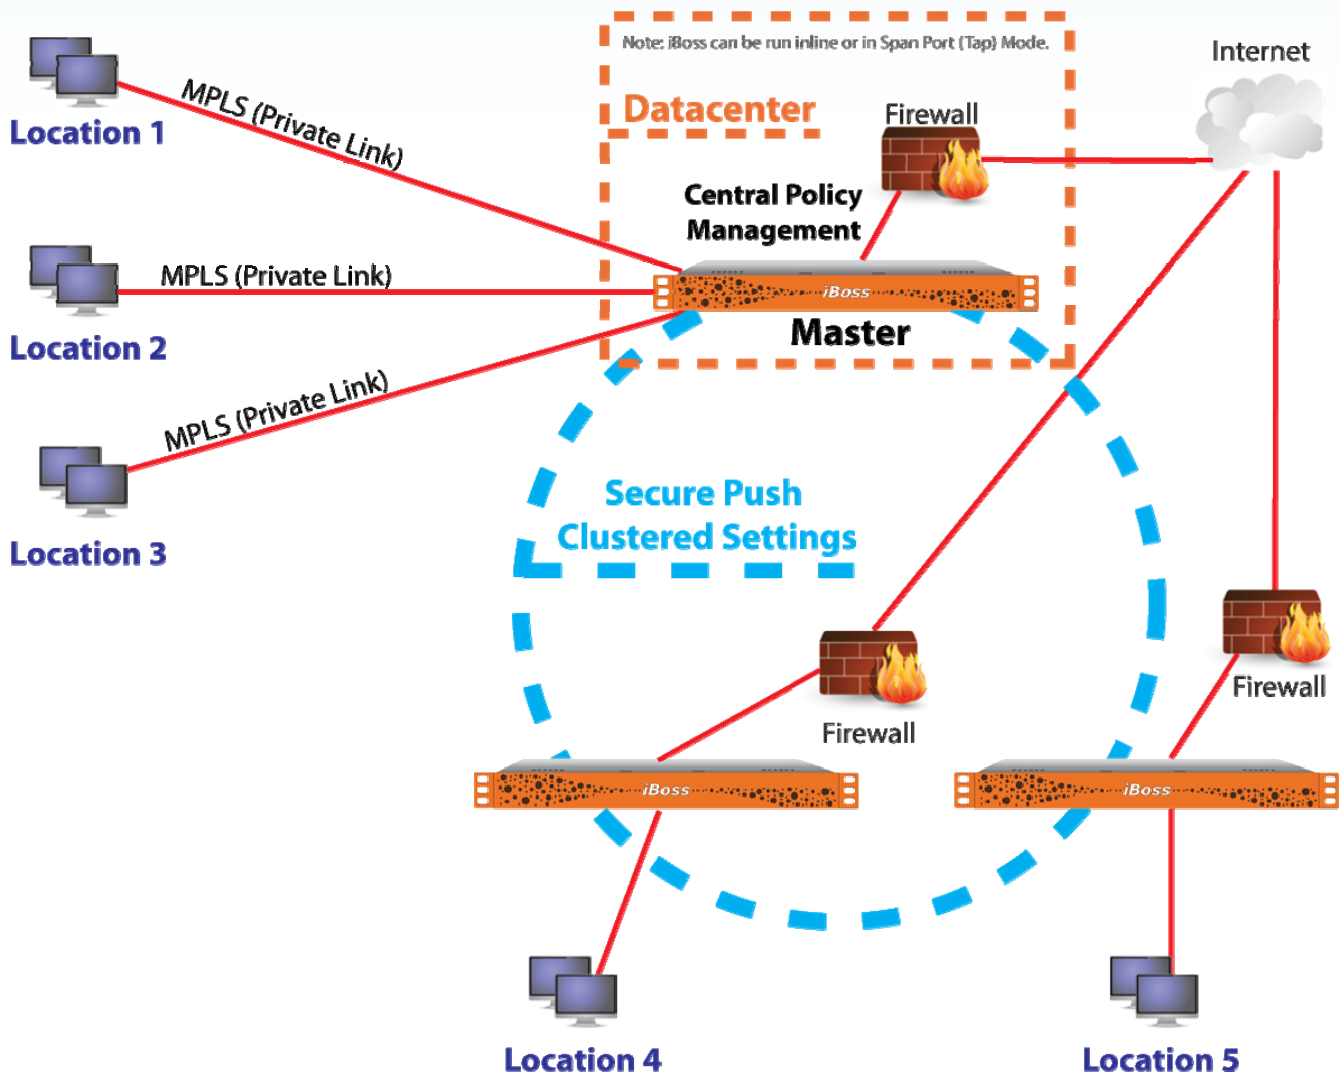 Note: iBoss can be run inline or in Span Port (Tap) Mode.
Internet
Datacenter
Firewall
MPLS (Private Link)
Location 1
Central Policy
Management
MPLS (Private Link)
Location 2
iBoss
Master
MPLS (Private Link)
Location 3
Secure Push
Clustered Settings
Firewall
Firewall
iBoss
iBoss
Location 4
Location 5